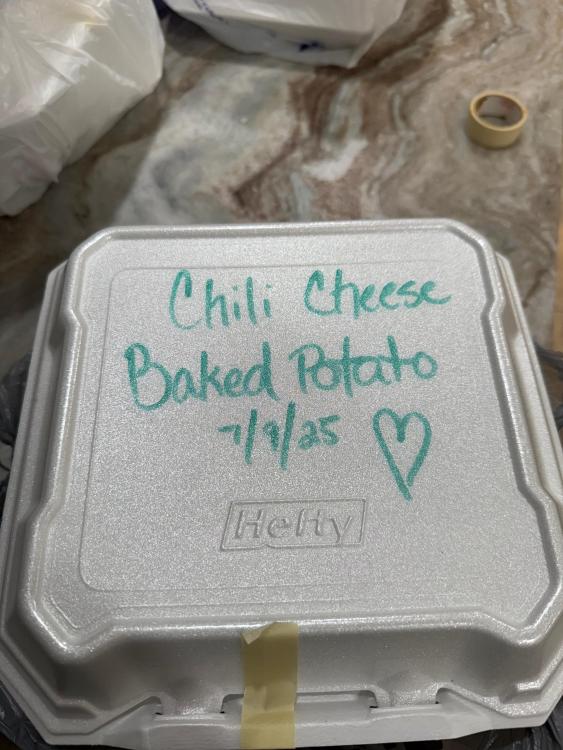 Chili Cheese
Baked Potato
7/9/25
Hefty